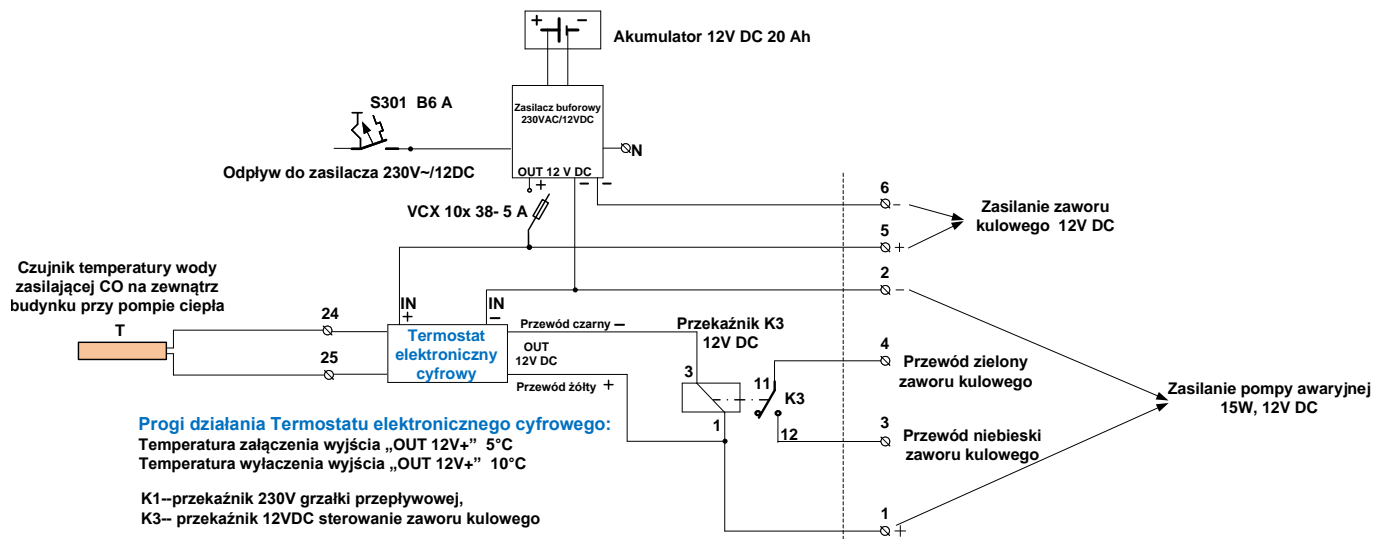 + −
Akumulator 12V DC 20 Ah
S301 B6 A
Zasilacz buforowy
230VAC/12VDC
N
Odpływ do zasilacza 230V~/12DC
OUT 12 V DC
+ − −
VCX 10x 38- 5 A
6
−
Zasilanie zaworu
kulowego 12V DC
5
+
2
−
Czujnik temperatury wody
zasilającej CO na zewnątrz
budynku przy pompie ciepła
T
24
25
IN
+
IN
−
Termostat
elektroniczny
cyfrowy
Przewód czarny −
OUT
12V DC
Przewód żółty +
Przekaźnik K3
12V DC
3
1
11
K3
12
4
Przewód zielony
zaworu kulowego
3
Przewód niebieski
zaworu kulowego
Zasilanie pompy awaryjnej
15W, 12V DC
1
+
Progi działania Termostatu elektronicznego cyfrowego:
Temperatura załączenia wyjścia „OUT 12V+” 5°C
Temperatura wyłaczenia wyjścia „OUT 12V+” 10°C
K1--przekaźnik 230V grzałki przepływowej,
K3-- przekaźnik 12VDC sterowanie zaworu kulowego